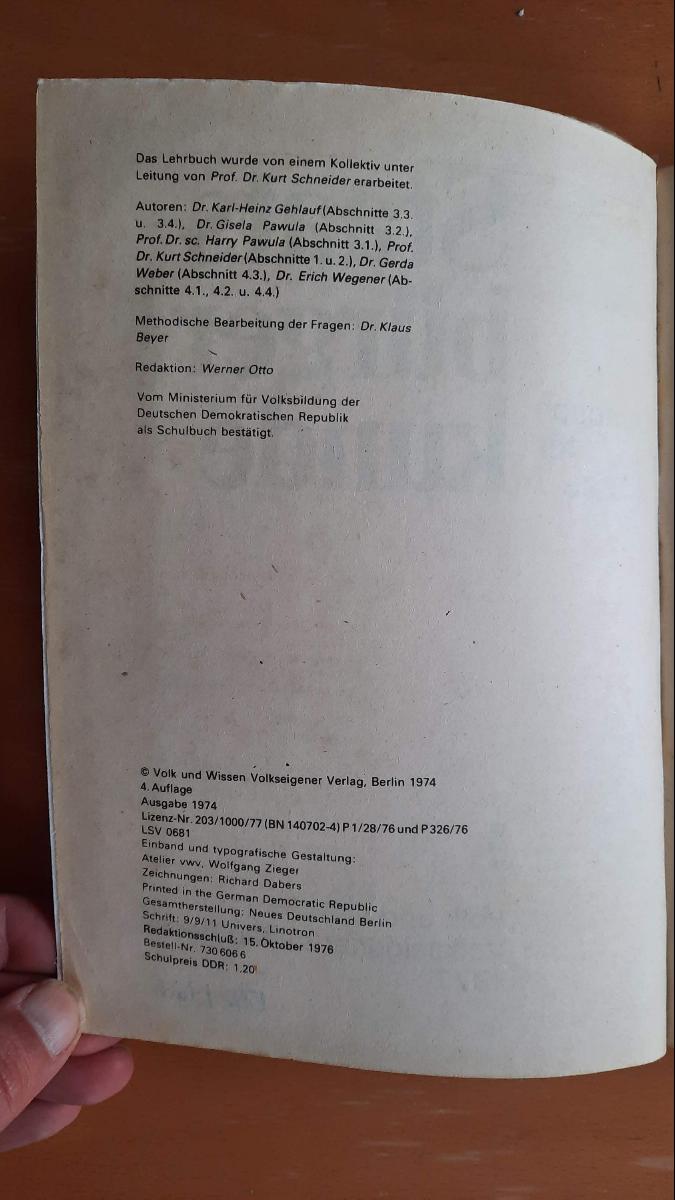 Das Lehrbuch wurde von einem Kollektiv unter
Leitung von Prof. Dr. Kurt Schneider erarbeitet.
Autoren: Dr. Karl-Heinz Gehlauf (Abschnitte 3.3.
u. 3.4.), Dr. Gisela Pawula (Abschnitt 3.2.),
Prof. Dr. sc. Harry Pawula (Abschnitt 3.1.), Prof.
Dr. Kurt Schneider (Abschnitte 1. u. 2.), Dr. Gerda
Weber (Abschnitt 4.3.), Dr. Erich Wegener (Ab-
schnitte 4.1., 4.2. u. 4.4.)
Methodische Bearbeitung der Fragen: Dr. Klaus
Beyer
Redaktion: Werner Otto
Vom Ministerium für Volksbildung der
Deutschen Demokratischen Republik
als Schulbuch bestätigt.
© Volk und Wissen Volkseigener Verlag, Berlin 1974
4. Auflage
Ausgabe 1974
Lizenz-Nr. 203/1000/77 (BN 140702-4) P 1/28/76 und P 326/76
LSV 0681
Einband und typografische Gestaltung:
Atelier vwv, Wolfgang Zieger
Zeichnungen: Richard Dabers
Printed in the German Democratic Republic
Gesamtherstellung: Neues Deutschland Berlin
Schrift: 9/9/11 Univers, Linotron
Redaktionsschluß: 15. Oktober 1976
Bestell-Nr. 730 606 6
Schulpreis DDR: 1,20